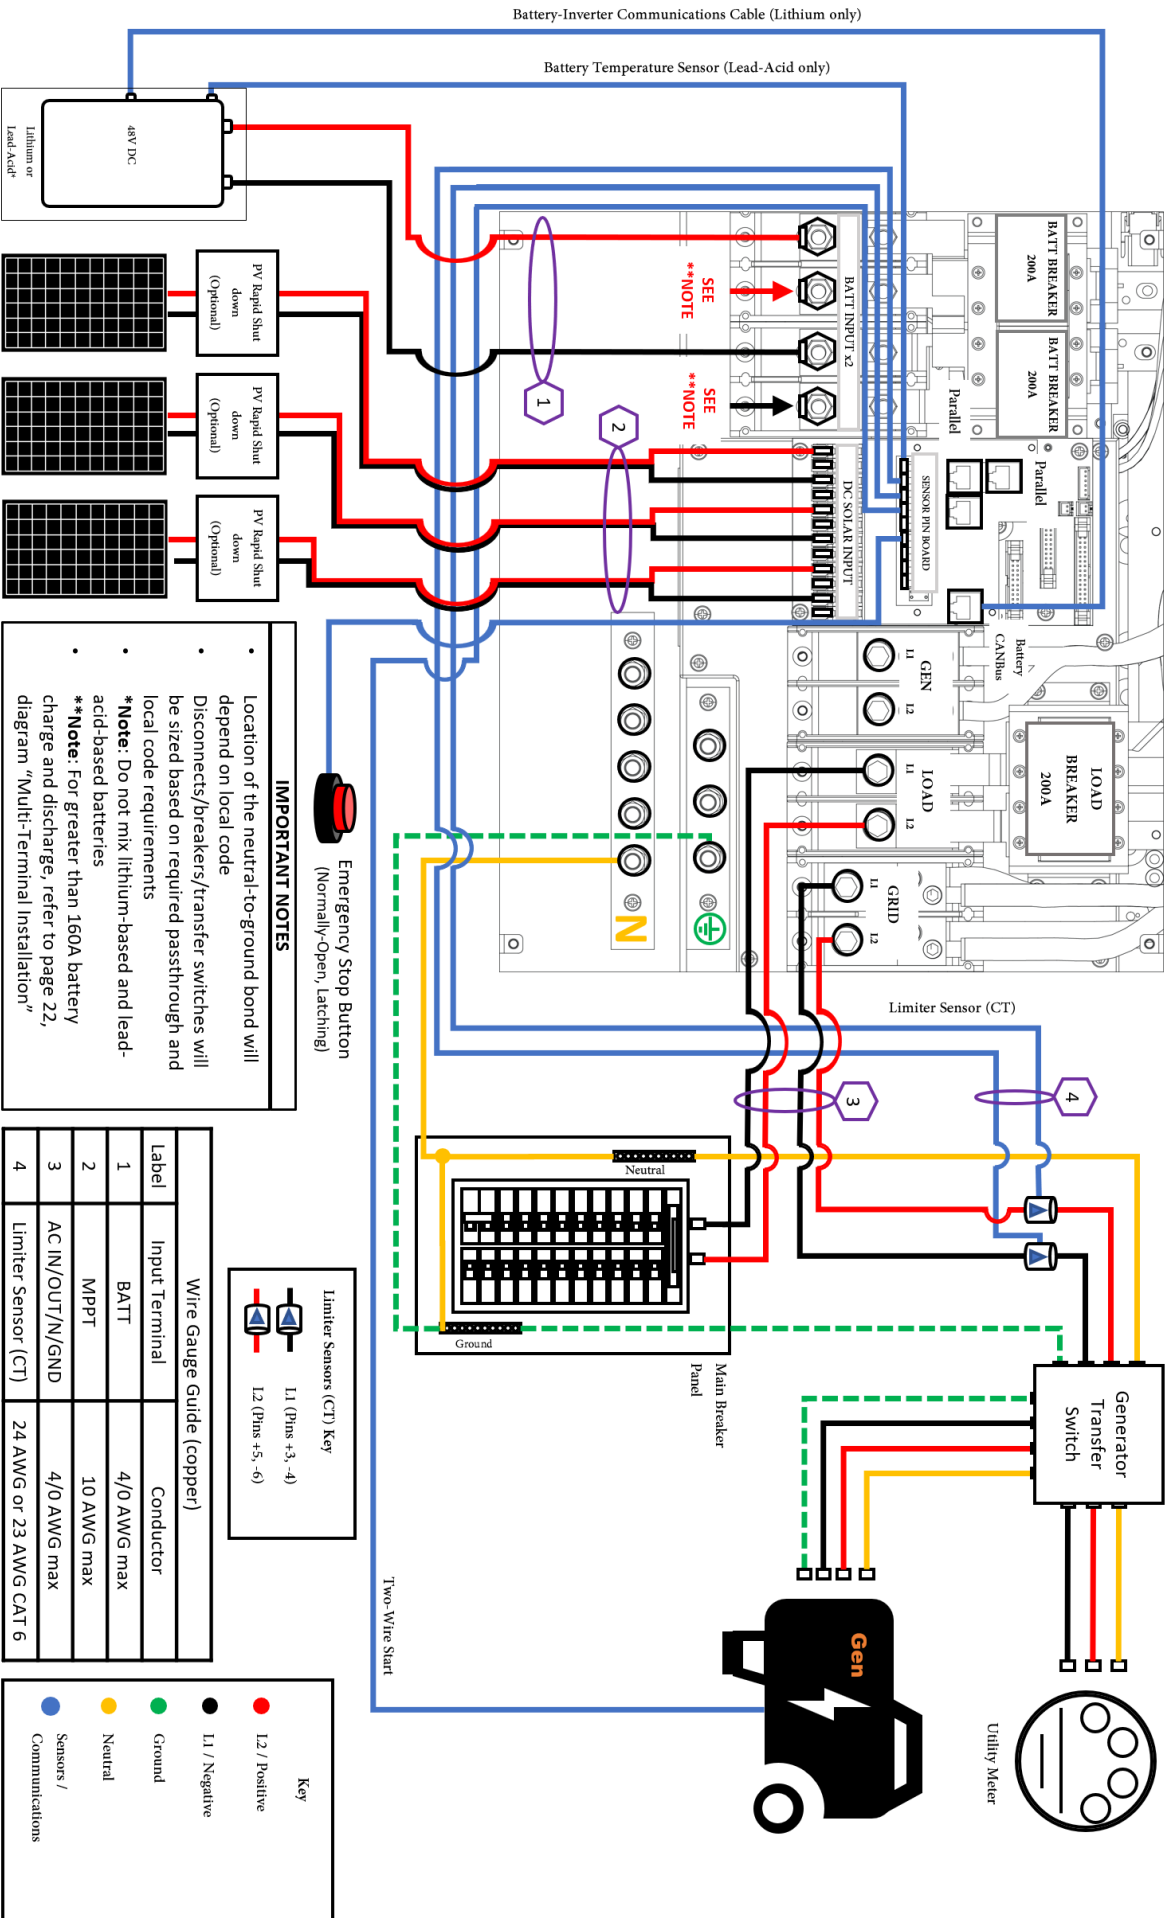 Battery-Inverter Communications Cable (Lithium only)
Battery Temperature Sensor (Lead-Acid only)
48V DC
Lithium or
Lead-Acid*
PV Rapid Shut
down
(Optional)
PV Rapid Shut
down
(Optional)
PV Rapid Shut
down
(Optional)
BATT BREAKER
200A
BATT BREAKER
200A
BATT INPUT x2
SEE
**NOTE
SEE
**NOTE
1
2
Parallel
Parallel
SENSOR PIN BOARD
DC SOLAR INPUT
Battery
CANBus
GEN
L1
L2
LOAD
BREAKER
200A
LOAD
L1
L2
GRID
L1
L2
N
Limiter Sensor (CT)
3
4
Emergency Stop Button
(Normally-Open, Latching)
IMPORTANT NOTES
• Location of the neutral-to-ground bond will
depend on local code
• Disconnects/breakers/transfer switches will
be sized based on required passthrough and
local code requirements
• *Note: Do not mix lithium-based and lead-
acid-based batteries
• **Note: For greater than 160A battery
charge and discharge, refer to page 22,
diagram “Multi-Terminal Installation”
Neutral
Ground
Main Breaker
Panel
Generator
Transfer
Switch
Gen
Utility Meter
Two-Wire Start
Limiter Sensors (CT) Key
L1 (Pins +3, -4)
L2 (Pins +5, -6)
Wire Gauge Guide (copper)
Label Input Terminal Conductor
1 BATT 4/0 AWG max
2 MPPT 10 AWG max
3 AC IN/OUT/N/GND 4/0 AWG max
4 Limiter Sensor (CT) 24 AWG or 23 AWG CAT 6
Key
L2 / Positive
L1 / Negative
Ground
Neutral
Sensors /
Communications